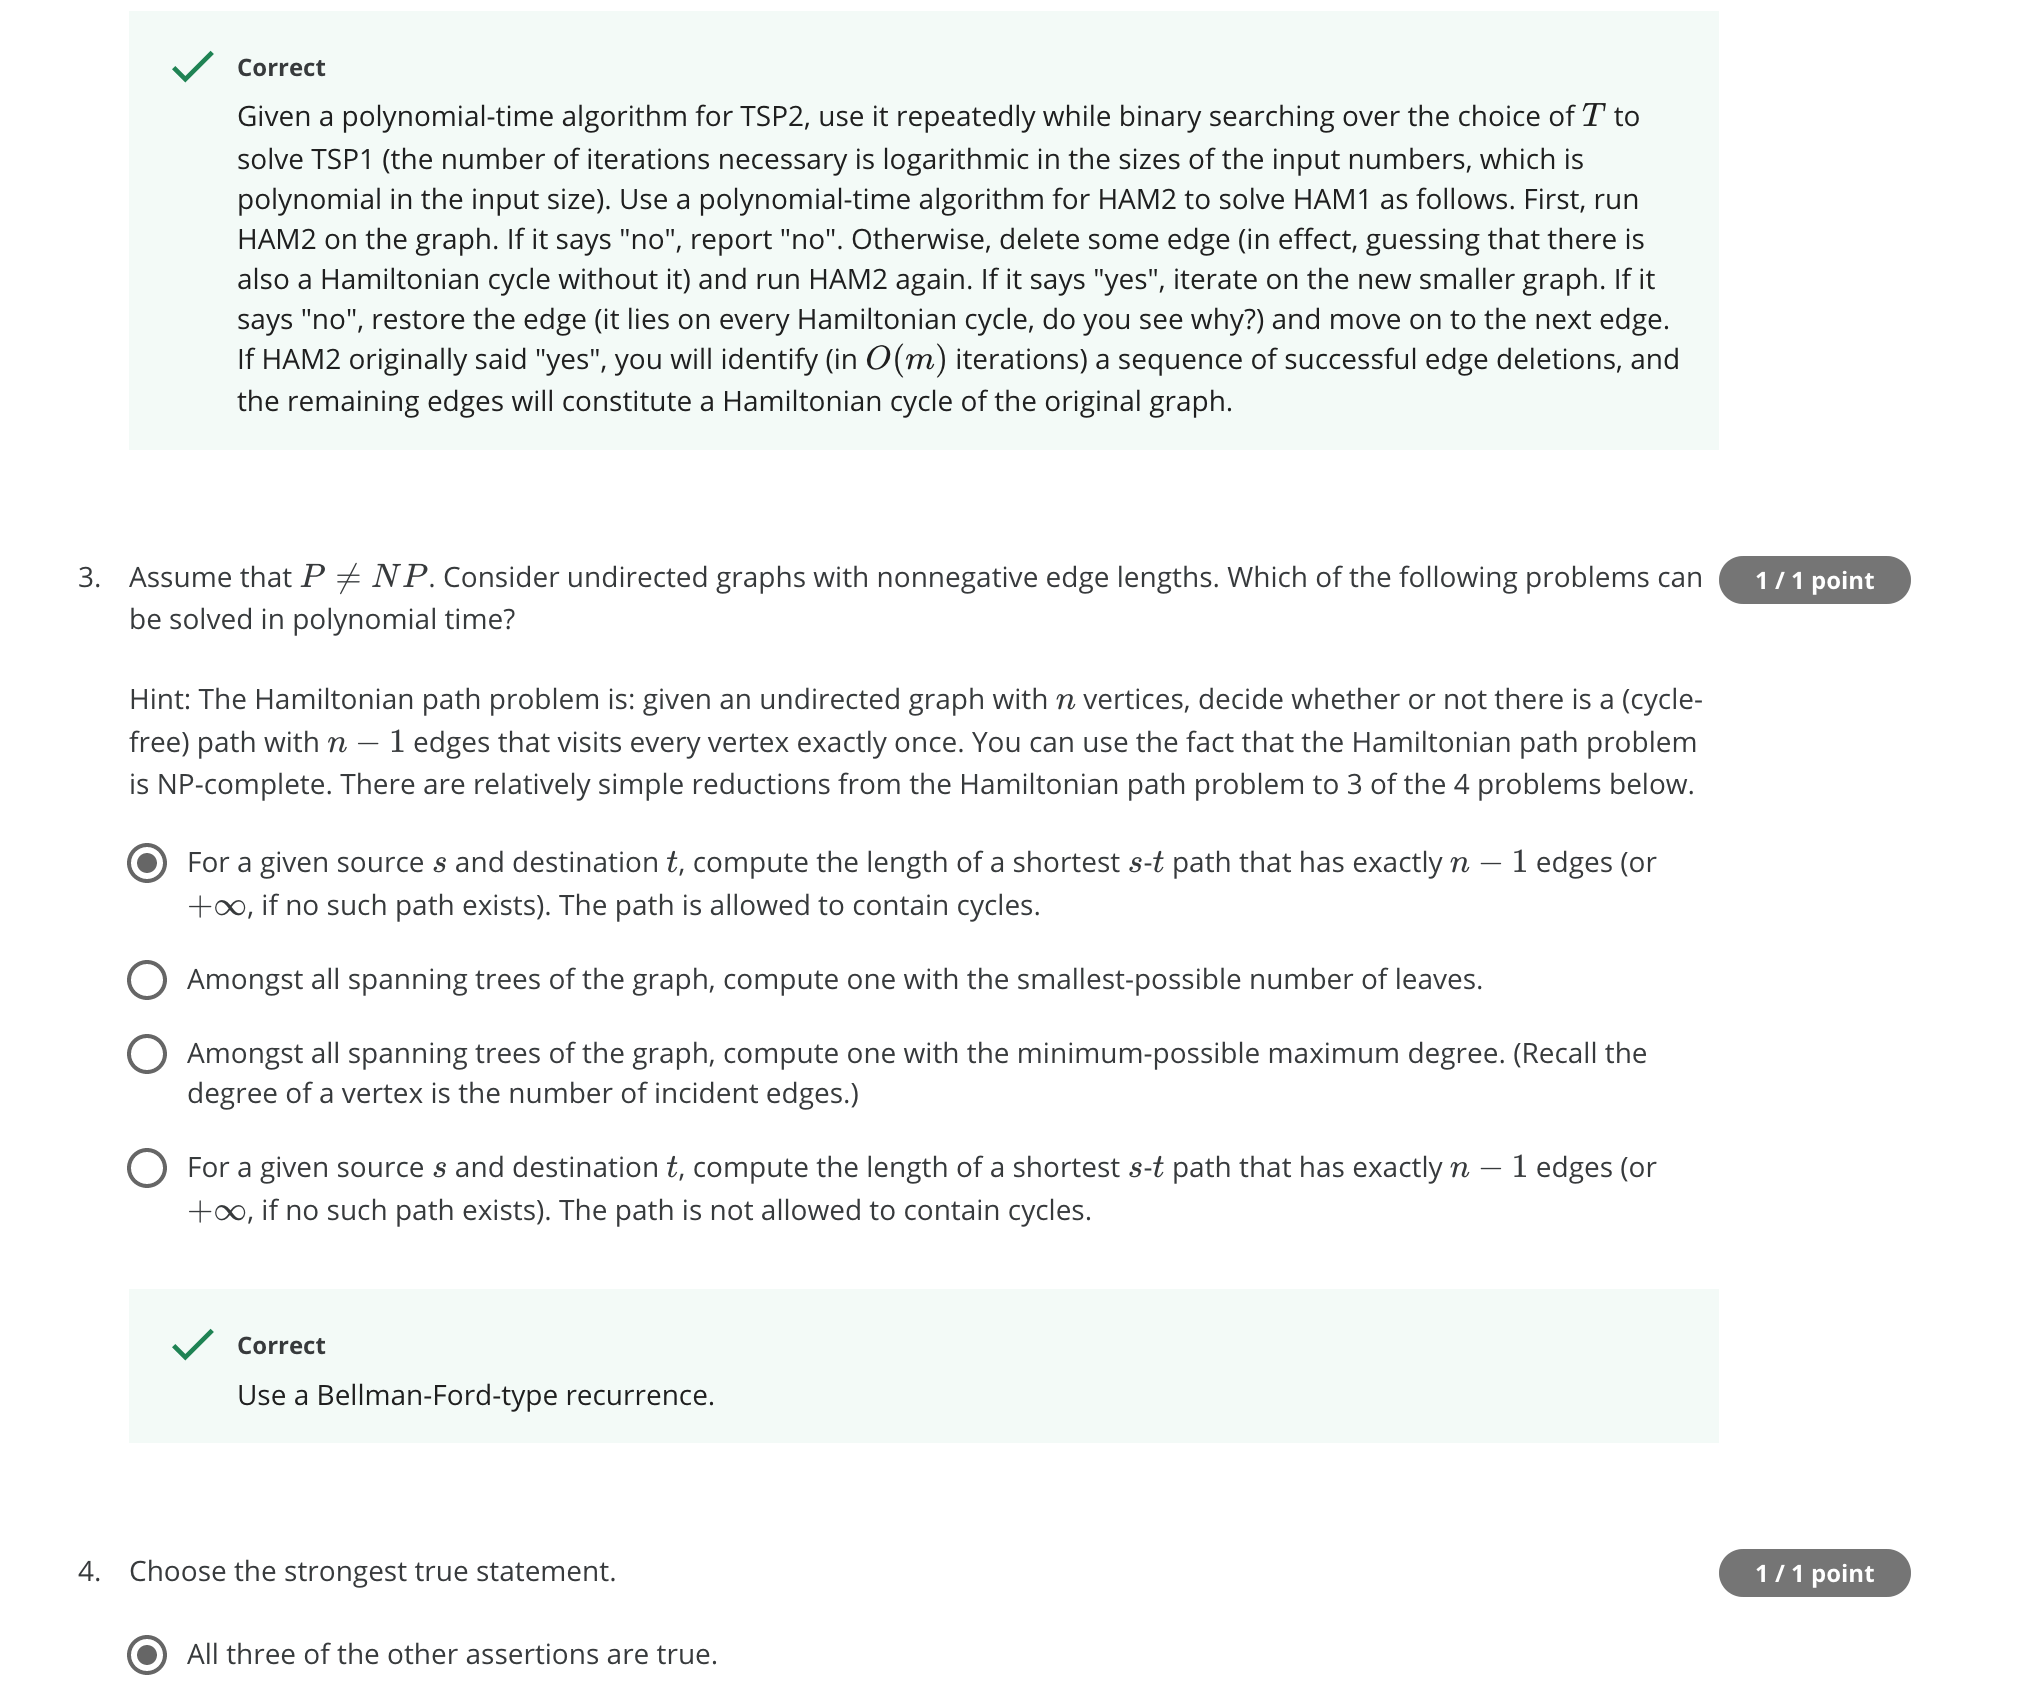 Correct
Given a polynomial-time algorithm for TSP2, use it repeatedly while binary searching over the choice of T to
solve TSP1 (the number of iterations necessary is logarithmic in the sizes of the input numbers, which is
polynomial in the input size). Use a polynomial-time algorithm for HAM2 to solve HAM1 as follows. First, run
HAM2 on the graph. If it says "no", report "no". Otherwise, delete some edge (in effect, guessing that there is
also a Hamiltonian cycle without it) and run HAM2 again. If it says "yes", iterate on the new smaller graph. If it
says "no", restore the edge (it lies on every Hamiltonian cycle, do you see why?) and move on to the next edge.
If HAM2 originally said "yes", you will identify (in O(m) iterations) a sequence of successful edge deletions, and
the remaining edges will constitute a Hamiltonian cycle of the original graph.
3. Assume that P ≠ NP. Consider undirected graphs with nonnegative edge lengths. Which of the following problems can
1 / 1 point
be solved in polynomial time?
Hint: The Hamiltonian path problem is: given an undirected graph with n vertices, decide whether or not there is a (cycle-
free) path with n − 1 edges that visits every vertex exactly once. You can use the fact that the Hamiltonian path problem
is NP-complete. There are relatively simple reductions from the Hamiltonian path problem to 3 of the 4 problems below.
For a given source s and destination t, compute the length of a shortest s-t path that has exactly n − 1 edges (or
+∞, if no such path exists). The path is allowed to contain cycles.
Amongst all spanning trees of the graph, compute one with the smallest-possible number of leaves.
Amongst all spanning trees of the graph, compute one with the minimum-possible maximum degree. (Recall the
degree of a vertex is the number of incident edges.)
For a given source s and destination t, compute the length of a shortest s-t path that has exactly n − 1 edges (or
+∞, if no such path exists). The path is not allowed to contain cycles.
Correct
Use a Bellman-Ford-type recurrence.
4. Choose the strongest true statement.
1 / 1 point
All three of the other assertions are true.